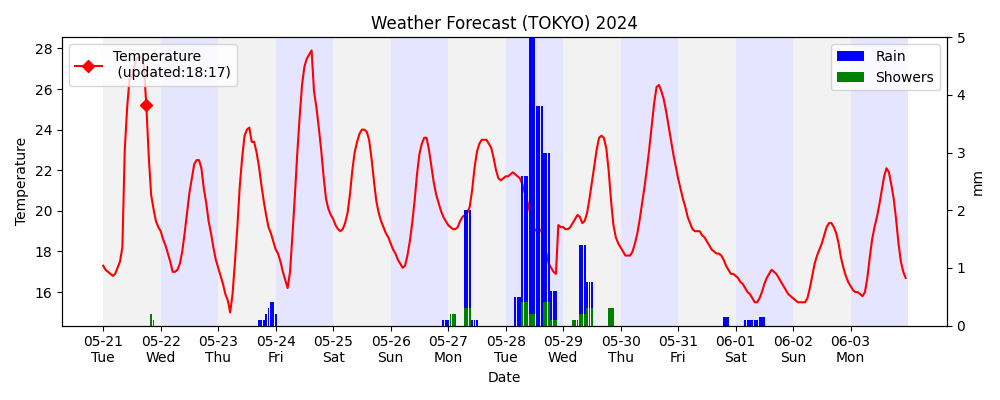 Weather Forecast (TOKYO) 2024
Temperature
(updated:18:17)
Rain
Showers
28
26
24
22
20
18
16
Temperature
5
4
3
2
1
0
mm
05-21 05-22 05-23 05-24 05-25 05-26 05-27 05-28 05-29 05-30 05-31 06-01 06-02 06-03
Tue Wed Thu Fri Sat Sun Mon Tue Wed Thu Fri Sat Sun Mon
Date